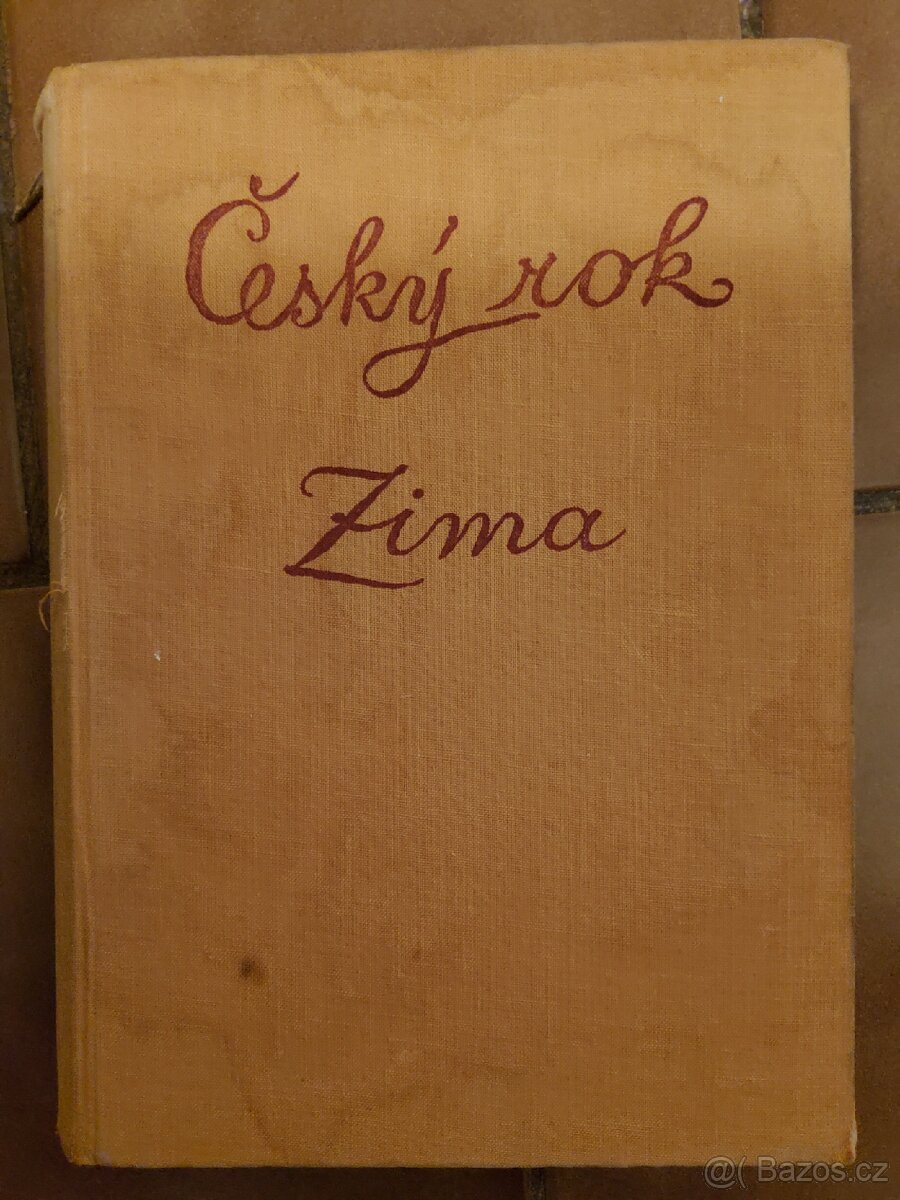 Český rok
Zima
@( Bazos.cz